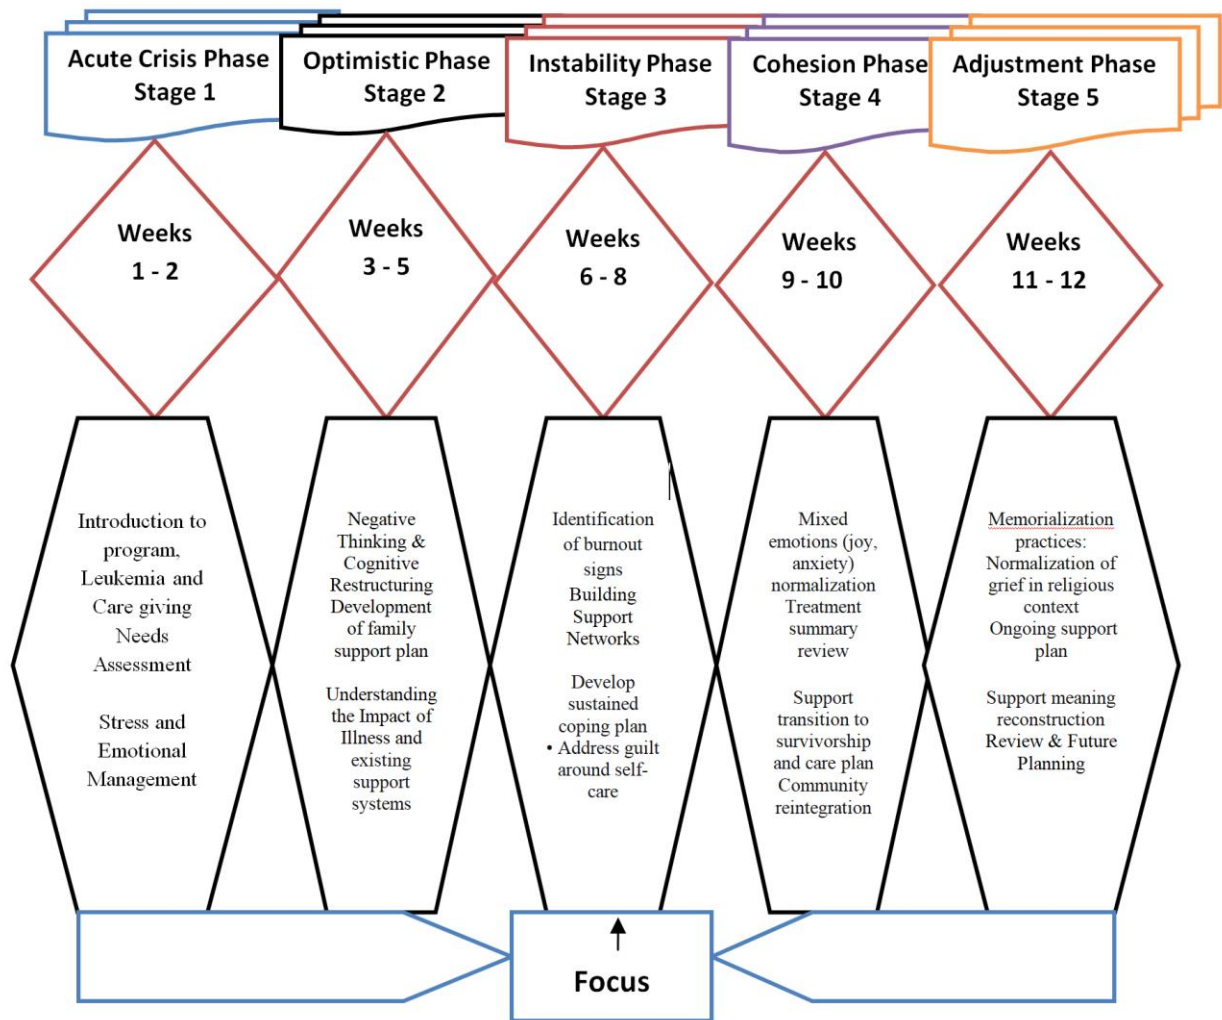 Acute Crisis Phase
Stage 1
Optimistic Phase
Stage 2
Instability Phase
Stage 3
Cohesion Phase
Stage 4
Adjustment Phase
Stage 5
Weeks
1 - 2
Weeks
3 - 5
Weeks
6 - 8
Weeks
9 - 10
Weeks
11 - 12
Introduction to
program,
Leukemia and
Care giving
Needs
Assessment
Stress and
Emotional
Management
Negative
Thinking &
Cognitive
Restructuring
Development
of family
support plan
Understanding
the Impact of
Illness and
existing
support
systems
Identification
of burnout
signs
Building
Support
Networks
Develop
sustained
coping plan
• Address guilt
around self-
care
Mixed
emotions (joy,
anxiety)
normalization
Treatment
summary
review
Support
transition to
survivorship
and care plan
Community
reintegration
Memorialization
practices:
Normalization of
grief in religious
context
Ongoing support
plan
Support meaning
reconstruction
Review & Future
Planning
Focus